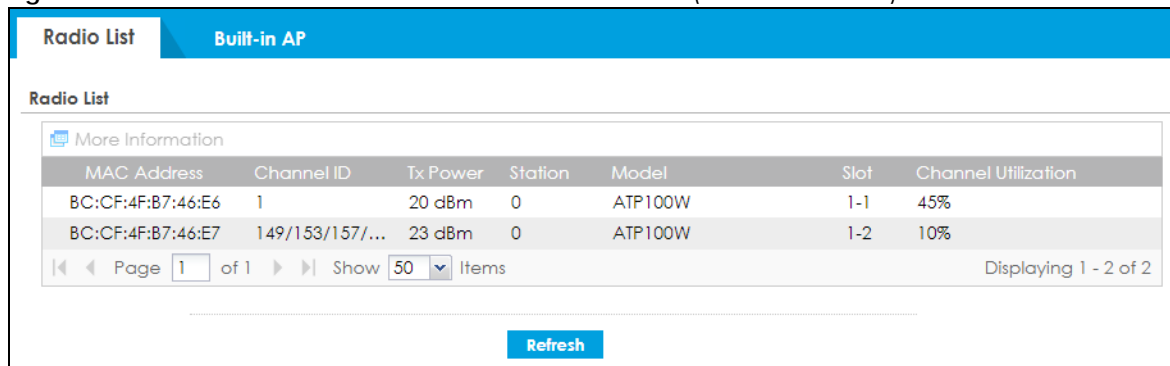 Radio List Built-in AP
Radio List
More Information
MAC Address Channel ID Tx Power Station Model Slot Channel Utilization
BC:CF:4F:B7:46:E6 1 20 dBm 0 ATP100W 1-1 45%
BC:CF:4F:B7:46:E7 149/153/157/... 23 dBm 0 ATP100W 1-2 10%
Page 1 of 1 Show 50 Items Displaying 1 - 2 of 2
Refresh